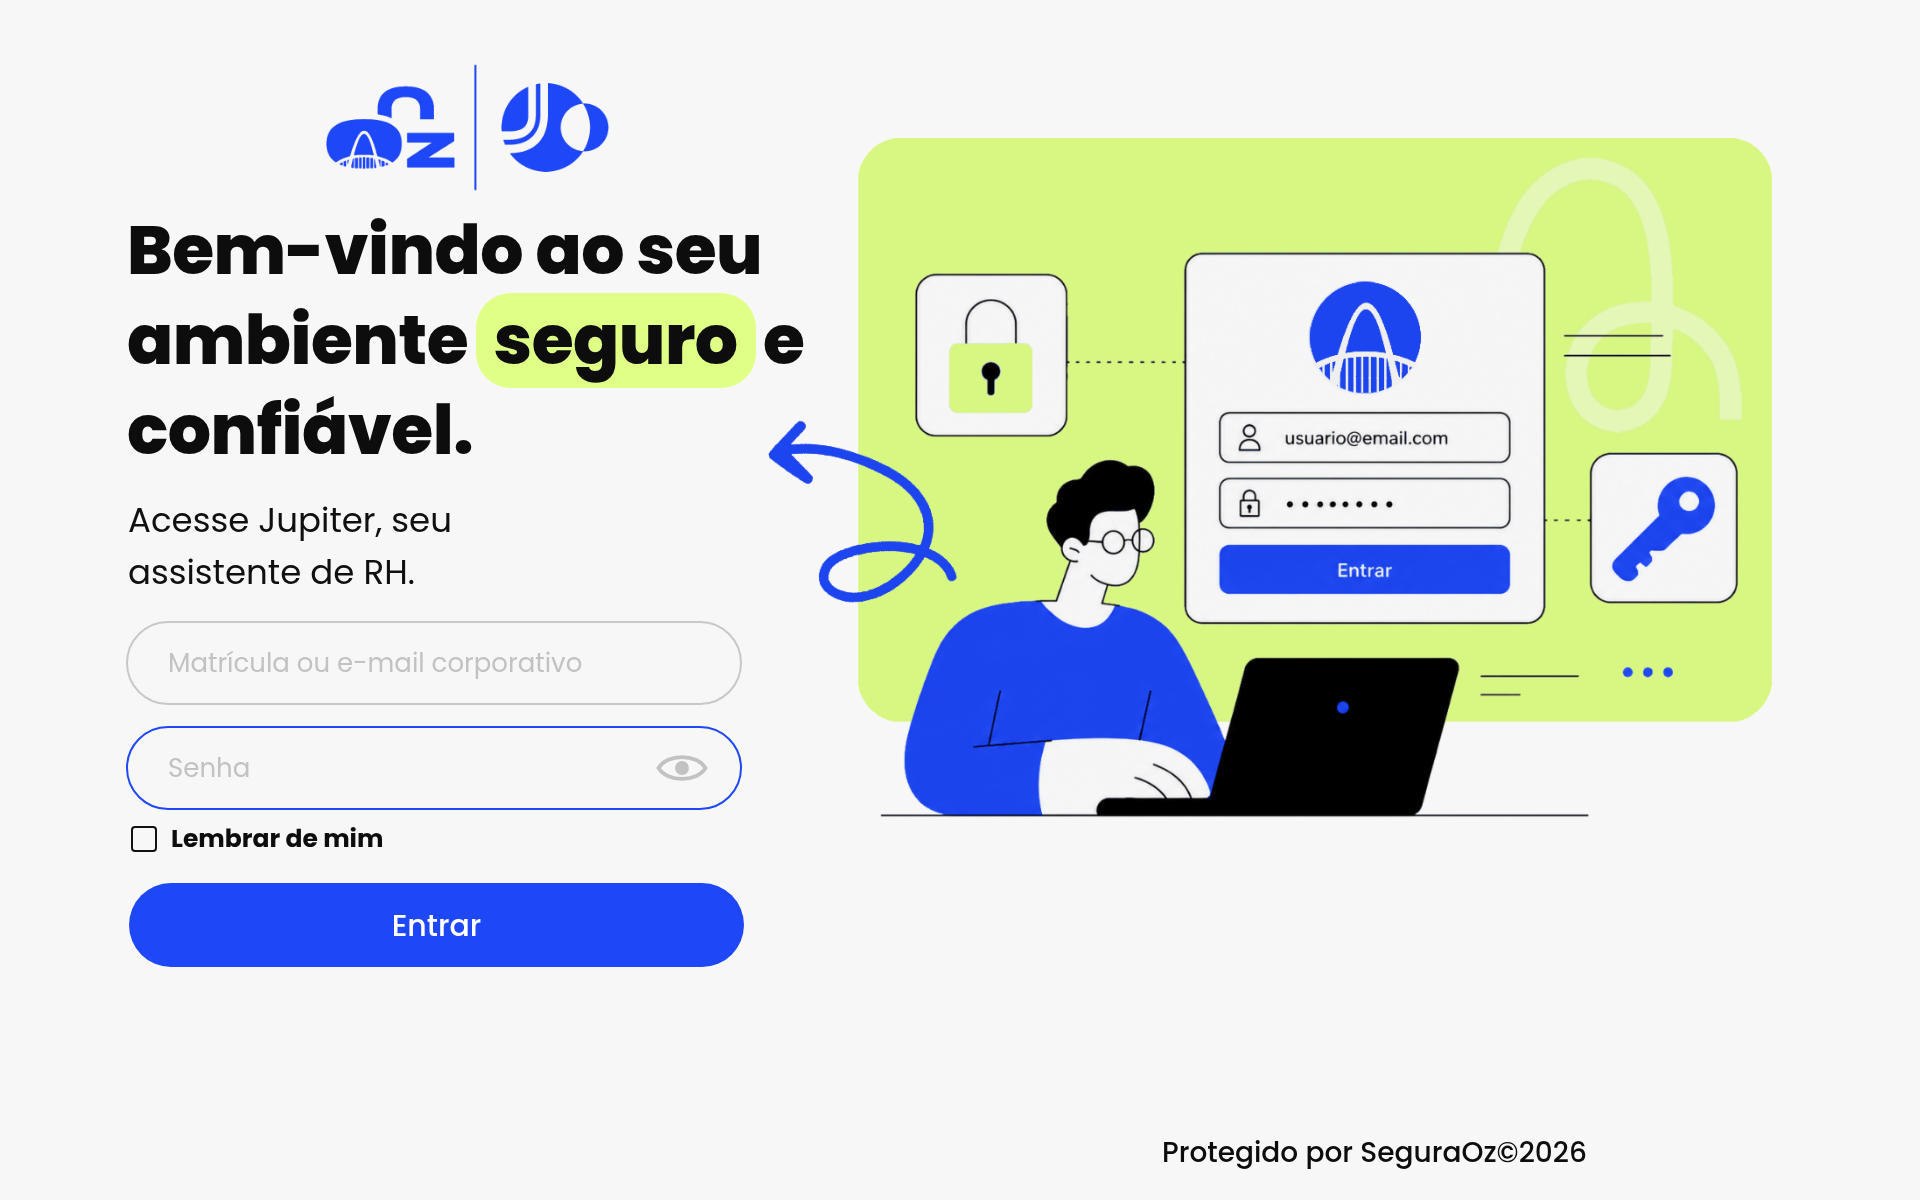 Bem-vindo ao seu
ambiente seguro e
confiável.
Acesse Jupiter, seu
assistente de RH.
Matrícula ou e-mail corporativo
Senha
Lembrar de mim
Entrar
usuario@email.com
Entrar
Protegido por SeguraOz©2026